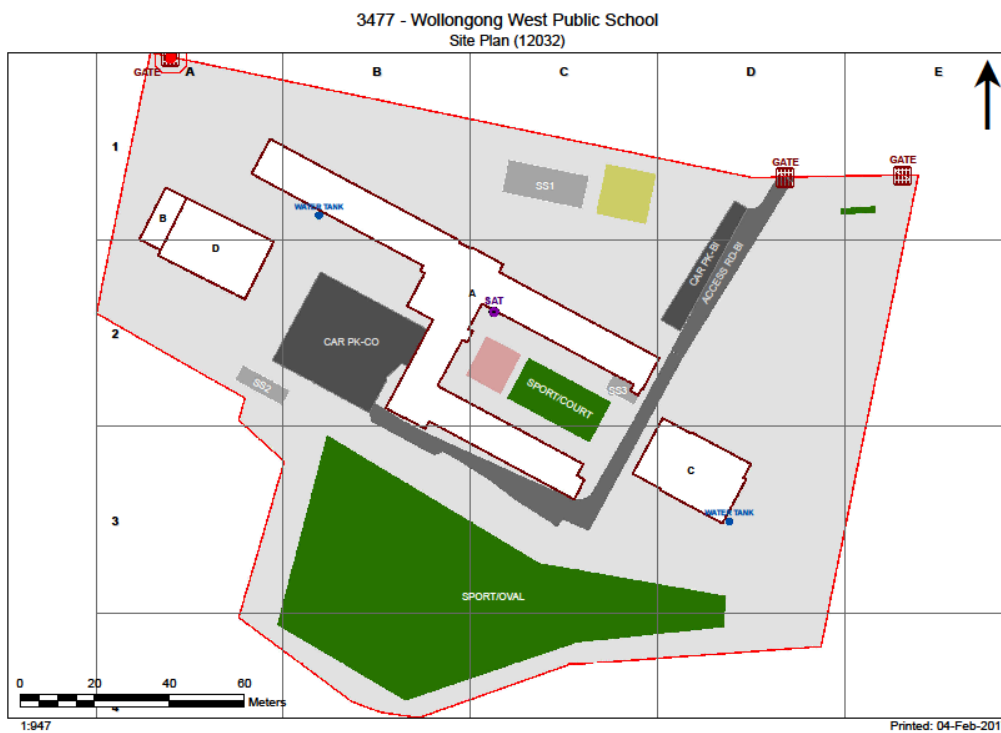 3477 - Wollongong West Public School
Site Plan (12032)
GATE
A
B
C
D
E
1
GATE
GATE
SS1
B
WATER TANK
D
CAR PK-BI
ACCESS RD-BI
A
SAT
2
CAR PK-CO
SS2
SPORT/COURT
SS3
C
3
WATER TANK
SPORT/OVAL
0 20 40 60
Meters
4
1:947
Printed: 04-Feb-201